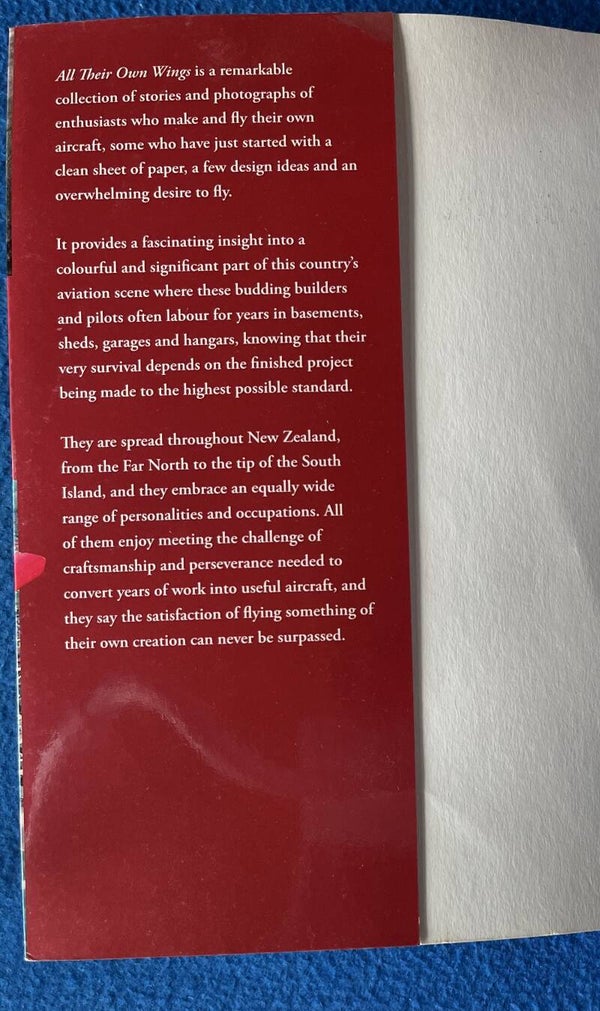 All Their Own Wings is a remarkable
collection of stories and photographs of
enthusiasts who make and fly their own
aircraft, some who have just started with a
clean sheet of paper, a few design ideas and an
overwhelming desire to fly.
It provides a fascinating insight into a
colourful and significant part of this country's
aviation scene where these budding builders
and pilots often labour for years in basements,
sheds, garages and hangars, knowing that their
very survival depends on the finished project
being made to the highest possible standard.
They are spread throughout New Zealand,
from the Far North to the tip of the South
Island, and they embrace an equally wide
range of personalities and occupations. All
of them enjoy meeting the challenge of
craftsmanship and perseverance needed to
convert years of work into useful aircraft, and
they say the satisfaction of flying something of
their own creation can never be surpassed.